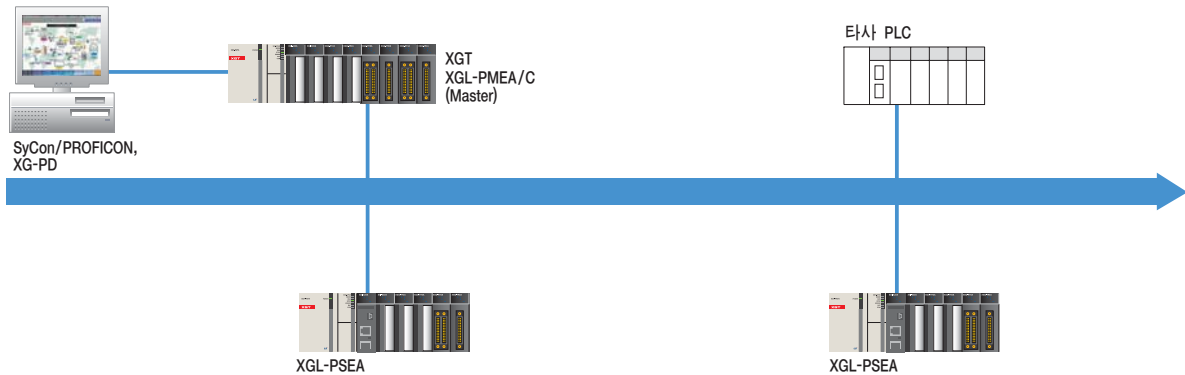 타사 PLC
XGT
XGL-PMEA/C
(Master)
SyCon/PROFICON,
XG-PD
XGL-PSEA
XGL-PSEA